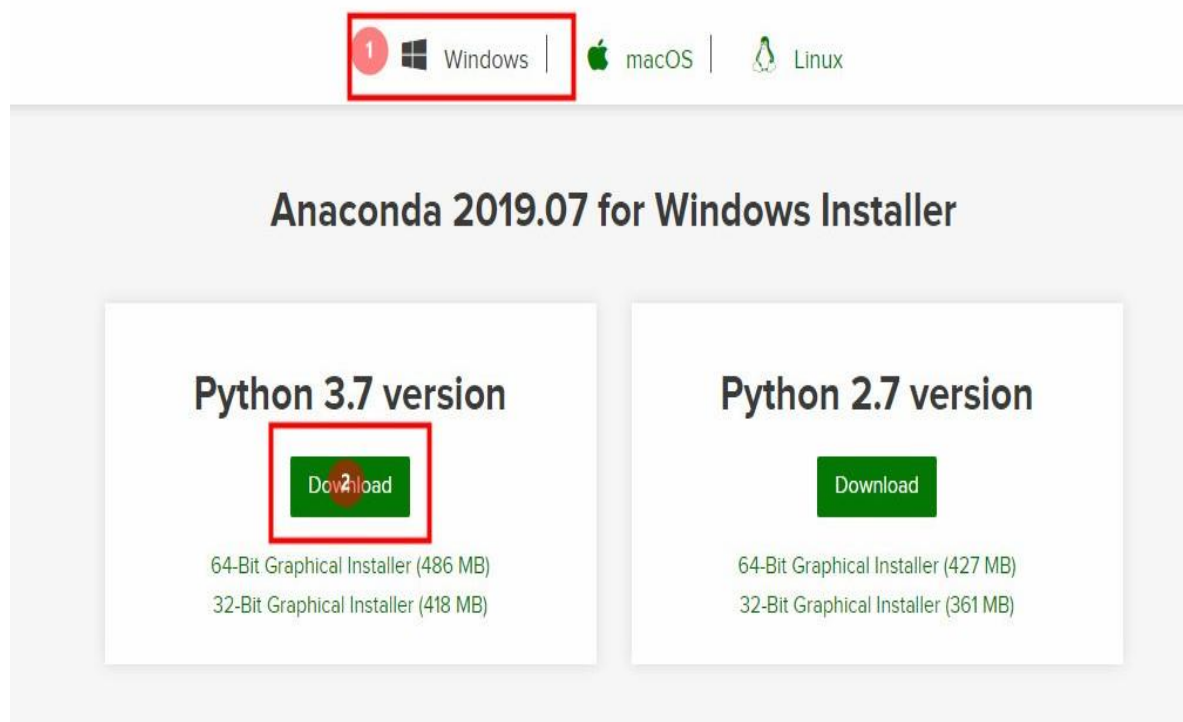 1 Windows macOS Linux
Anaconda 2019.07 for Windows Installer
Python 3.7 version
Download
2
64-Bit Graphical Installer (486 MB)
32-Bit Graphical Installer (418 MB)
Python 2.7 version
Download
64-Bit Graphical Installer (427 MB)
32-Bit Graphical Installer (361 MB)